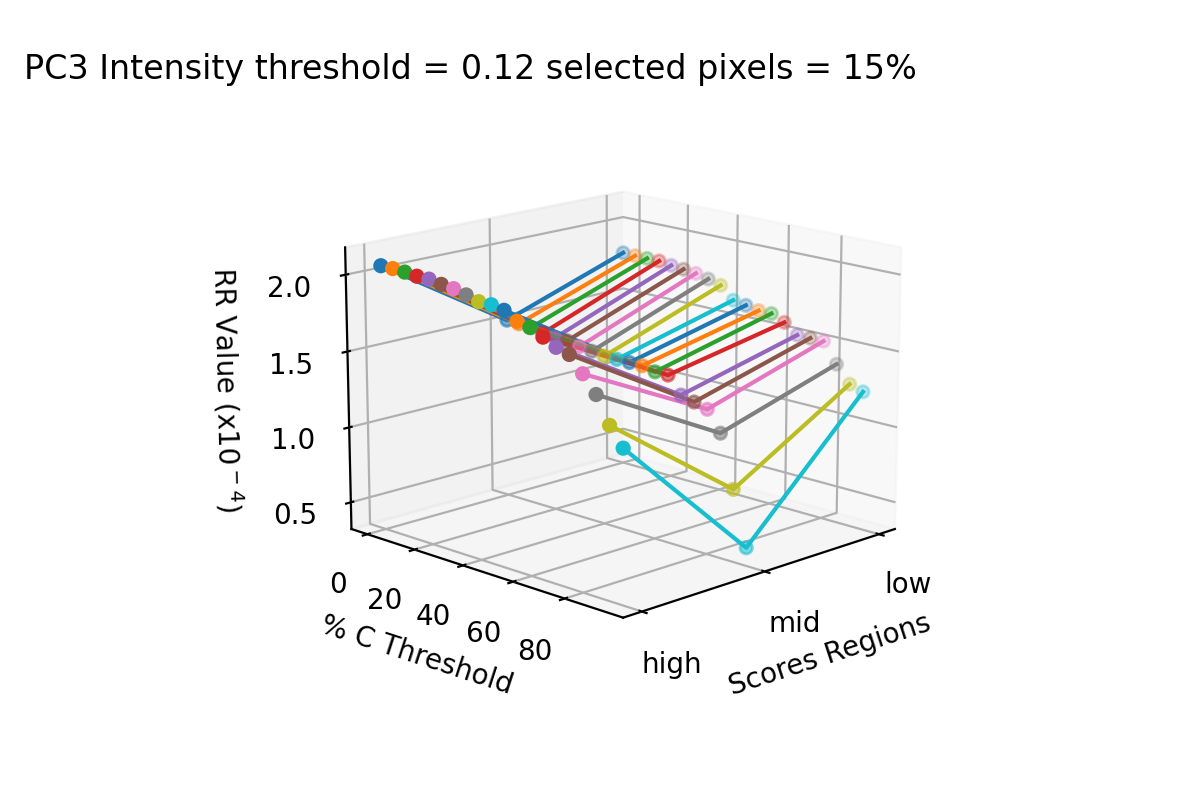 PC3 Intensity threshold = 0.12 selected pixels = 15%
RR Value (x10⁻⁴)
2.0
1.5
1.0
0.5
0
20
40
60
80
% C Threshold
high
mid
low
Scores Regions